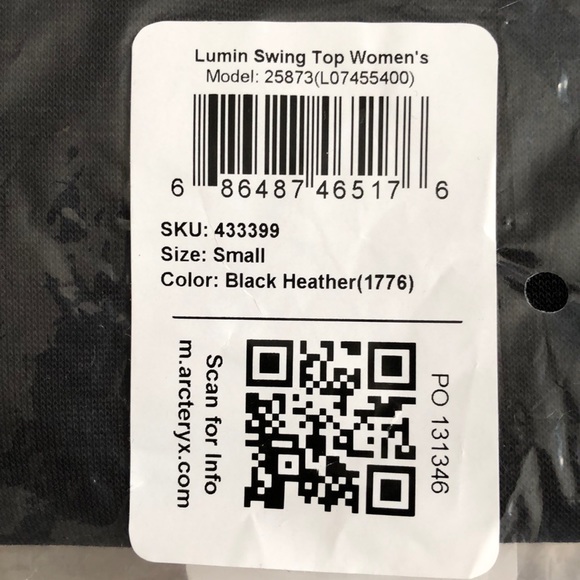 Lumin Swing Top Women's
Model: 25873(L07455400)
6 86487 46517 6
SKU: 433399
Size: Small
Color: Black Heather(1776)
Scan for Info
m.arcteryx.com
PO 131346